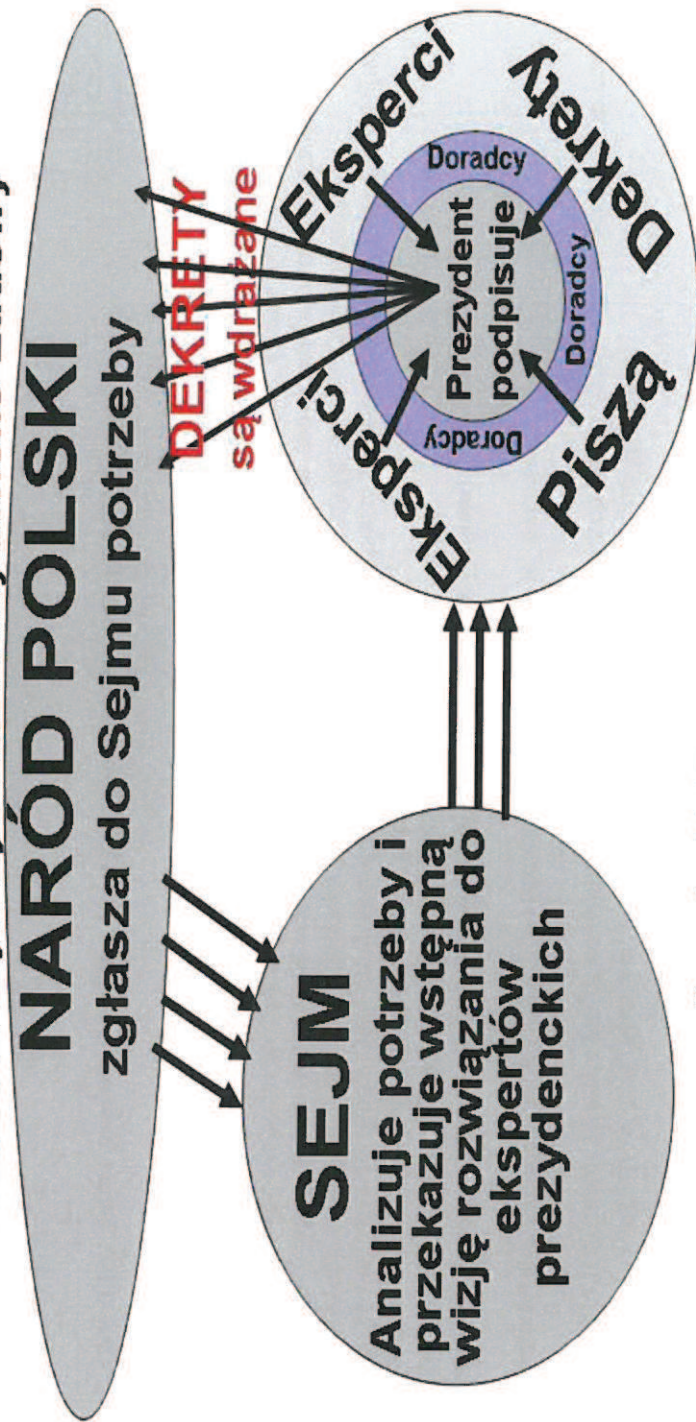 NARÓD POLSKI
zgłasza do Sejmu potrzeby
DEKRETY
są wdrażane
SEJM
Analizuje potrzeby i
przekazuje wstępną
wizję rozwiązania do
ekspertów
prezydenckich
Eksperci
Eksperci
Piszą
Dekrety
Doradcy
Doradcy
Doradcy
Prezydent
podpisuje